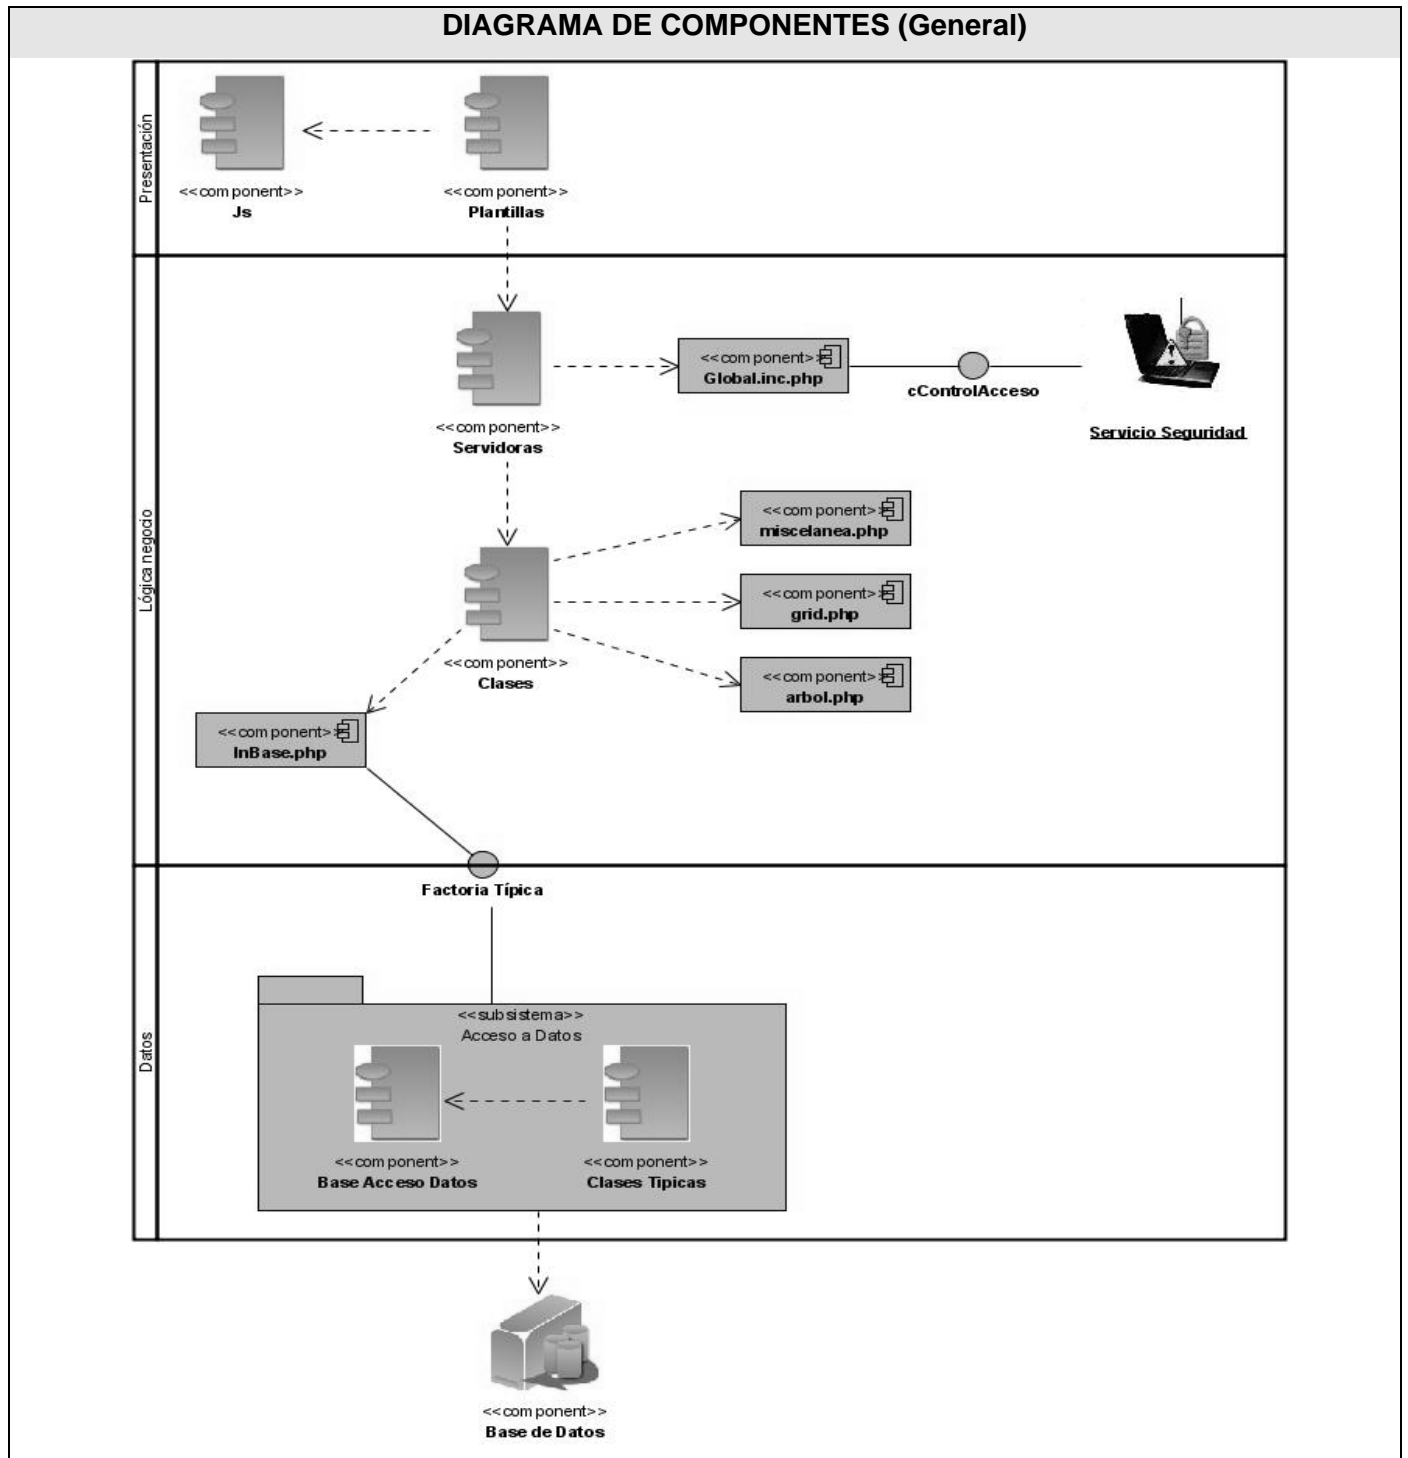 DIAGRAMA DE COMPONENTES (General)
Presentación
<<component>>
Js
<<component>>
Plantillas
Lógica negocio
<<component>>
Servidoras
<<component>>
Global.inc.php
cControlAcceso
Servicio Seguridad
<<component>>
miscelanea.php
<<component>>
grid.php
<<component>>
arbol.php
<<component>>
Clases
<<component>>
InBase.php
Factoria Típica
Datos
<<subsistema>>
Acceso a Datos
<<component>>
Base Acceso Datos
<<component>>
Clases Tipicas
<<component>>
Base de Datos